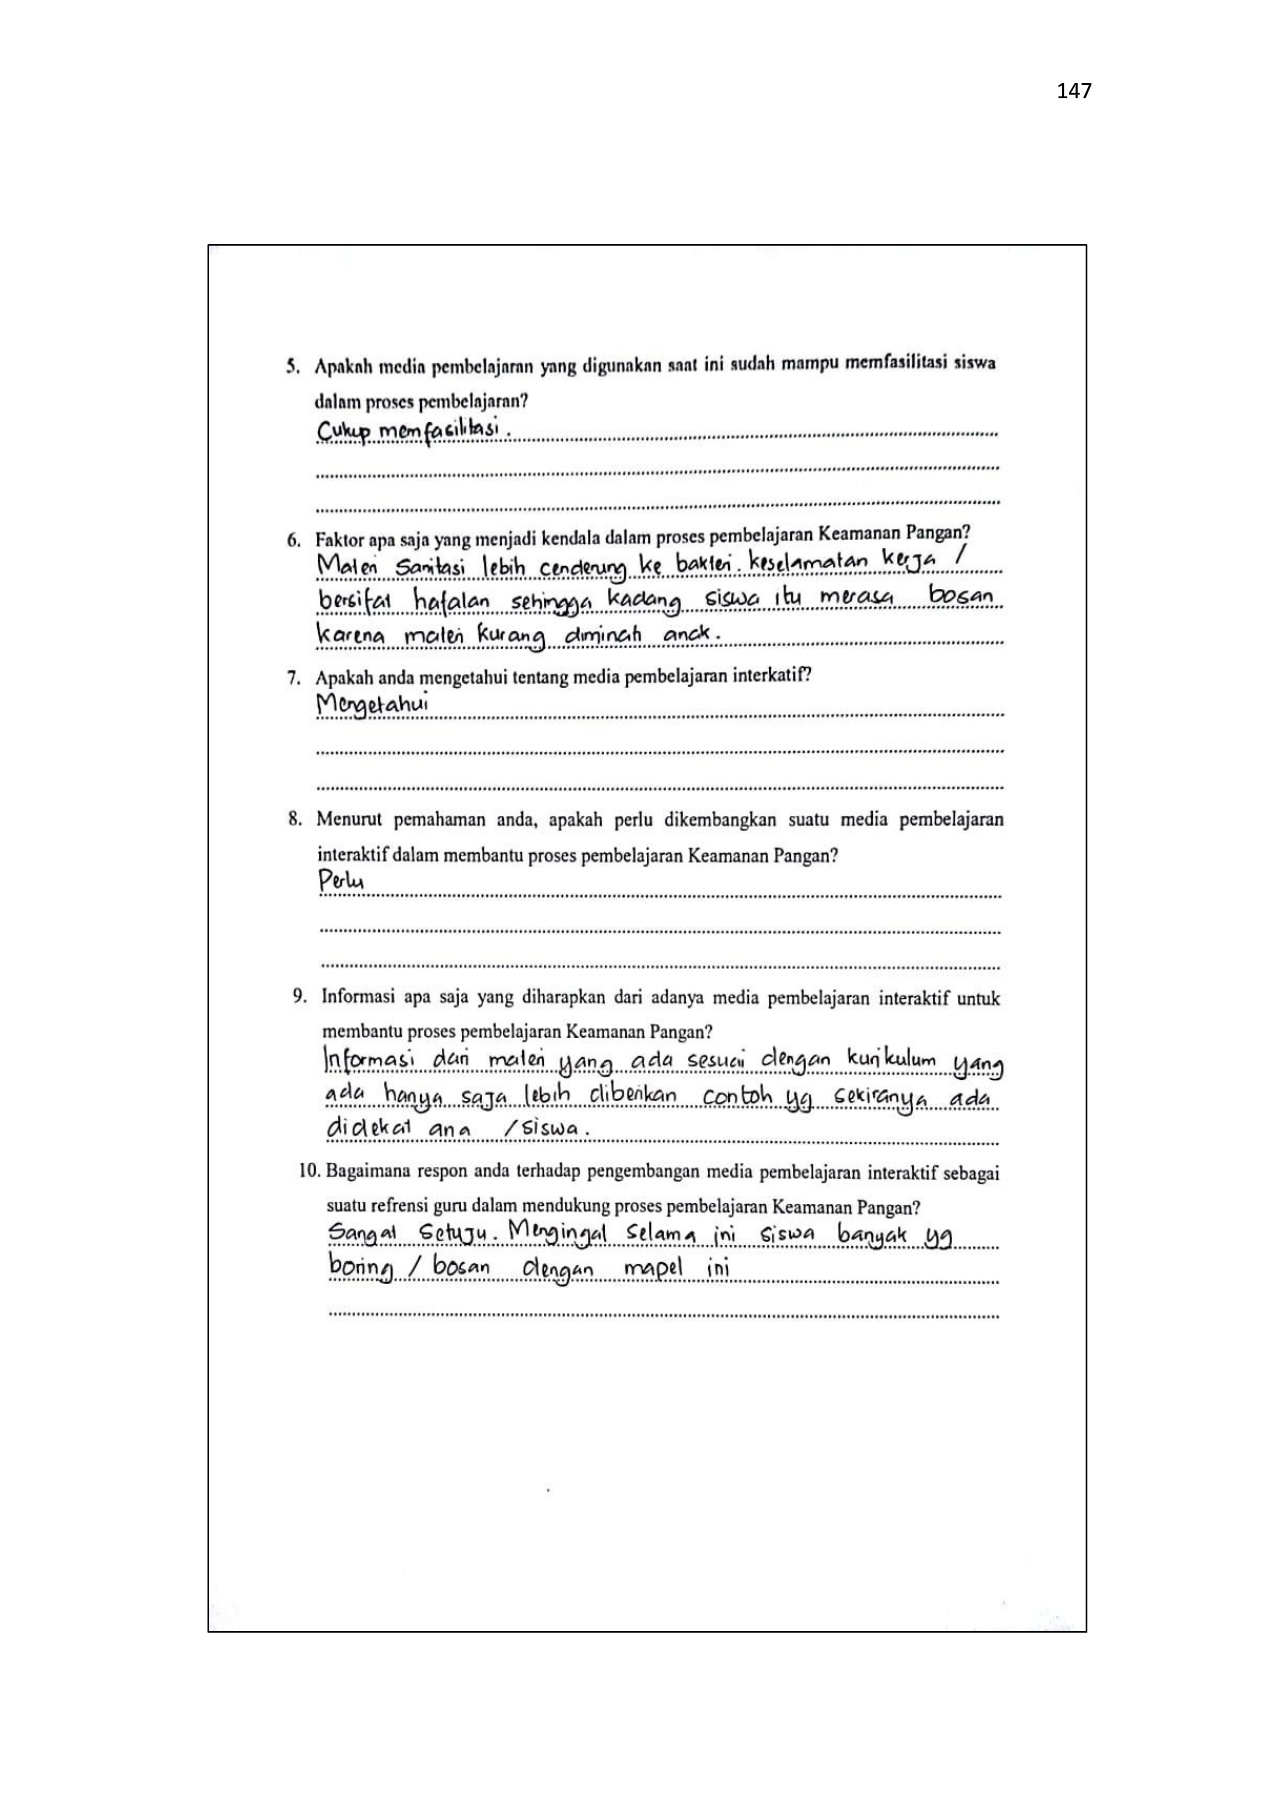 147
5. Apakah media pembelajaran yang digunakan saat ini sudah mampu memfasilitasi siswa
dalam proses pembelajaran?
Cukup memfasilitasi.
6. Faktor apa saja yang menjadi kendala dalam proses pembelajaran Keamanan Pangan?
Materi Sanitasi lebih cenderung ke bakteri. keselamatan kerja /
bersifat hafalan sehingga kadang siswa itu merasa bosan
karena materi kurang diminati anak.
7. Apakah anda mengetahui tentang media pembelajaran interkatif?
Mengetahui
8. Menurut pemahaman anda, apakah perlu dikembangkan suatu media pembelajaran
interaktif dalam membantu proses pembelajaran Keamanan Pangan?
Perlu
9. Informasi apa saja yang diharapkan dari adanya media pembelajaran interaktif untuk
membantu proses pembelajaran Keamanan Pangan?
Informasi dari materi yang ada sesuai dengan kurikulum yang
ada hanya saja lebih diberikan contoh yg sekiranya ada
didekat ana / siswa.
10. Bagaimana respon anda terhadap pengembangan media pembelajaran interaktif sebagai
suatu refrensi guru dalam mendukung proses pembelajaran Keamanan Pangan?
Sangat Setuju. Mengingat Selama ini siswa banyak yg
boring / bosan dengan mapel ini